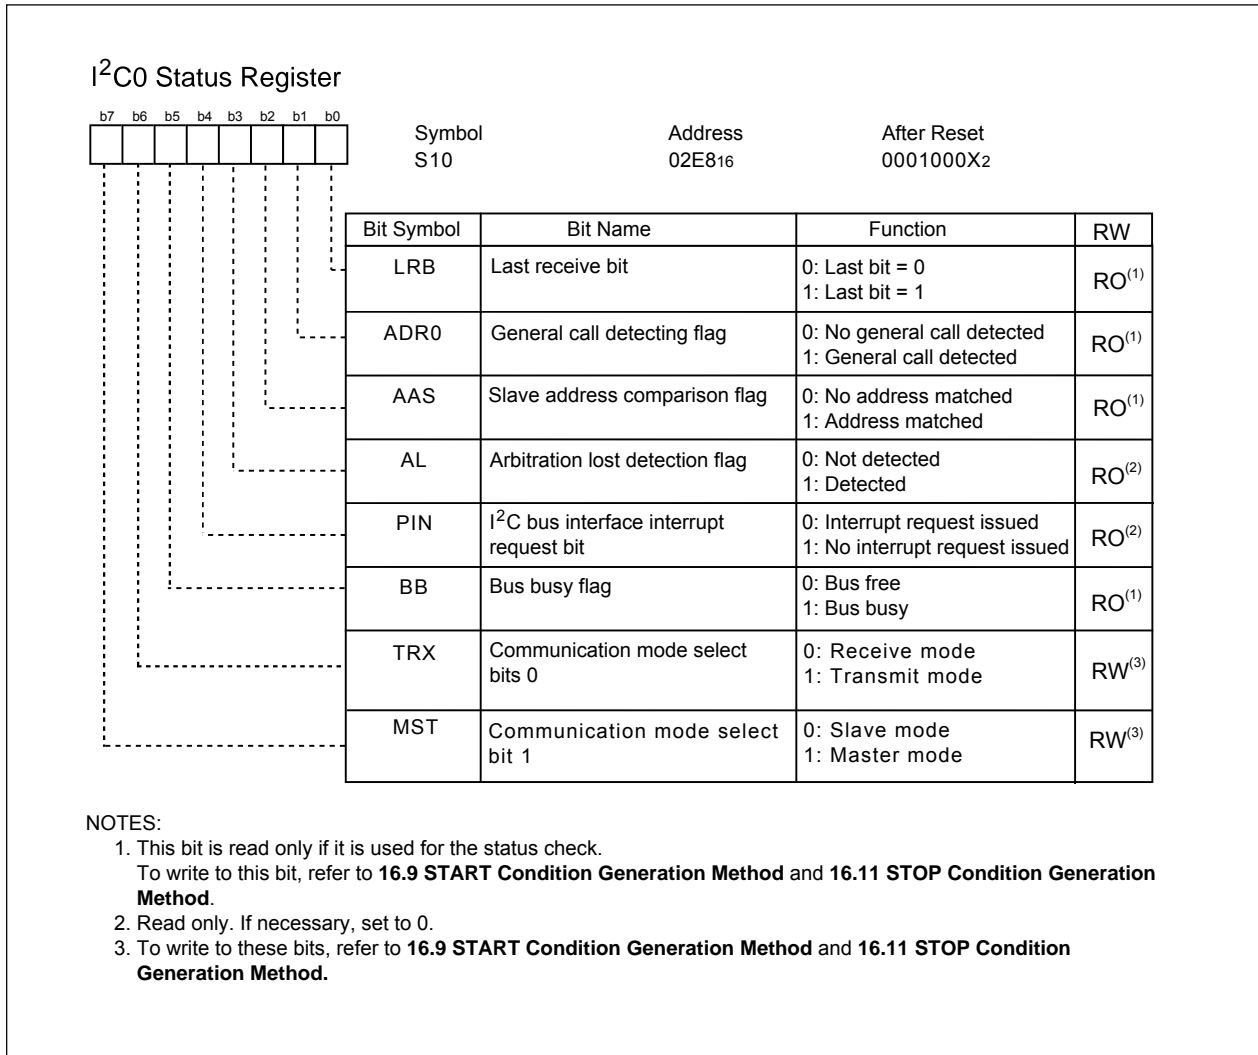 I2C0 Status Register
b7 b6 b5 b4 b3 b2 b1 b0
Symbol Address After Reset
S10 02E816 0001000X2
Bit Symbol Bit Name Function RW
LRB Last receive bit 0: Last bit = 0
1: Last bit = 1 RO(1)
ADR0 General call detecting flag 0: No general call detected
1: General call detected RO(1)
AAS Slave address comparison flag 0: No address matched
1: Address matched RO(1)
AL Arbitration lost detection flag 0: Not detected
1: Detected RO(2)
PIN I2C bus interface interrupt 0: Interrupt request issued
request bit 1: No interrupt request issued RO(2)
BB Bus busy flag 0: Bus free
1: Bus busy RO(1)
TRX Communication mode select 0: Receive mode
bits 0 1: Transmit mode RW(3)
MST Communication mode select 0: Slave mode
bit 1 1: Master mode RW(3)
NOTES:
1. This bit is read only if it is used for the status check.
To write to this bit, refer to 16.9 START Condition Generation Method and 16.11 STOP Condition Generation
Method.
2. Read only. If necessary, set to 0.
3. To write to these bits, refer to 16.9 START Condition Generation Method and 16.11 STOP Condition
Generation Method.